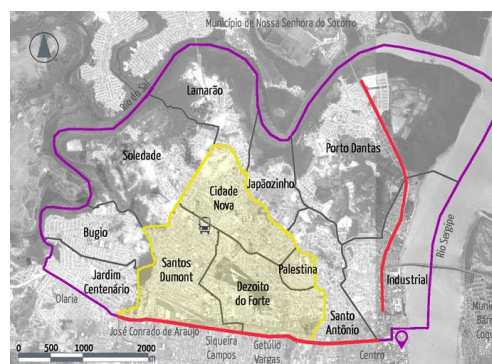 Município de Nossa Senhora do Socorro
Rio do Sal
Lamarão
Soledade
Porto Dantas
Japãozinho
Cidade
Nova
Bugio
Rio Sergipe
Palestina
Santos
Dumont
Jardim
Centenário
Dezoito
do Forte
Industrial
Olaria
Santo
Antônio
José Conrado de Araújo
Siqueira
Campos
Getúlio
Vargas
Centro
0 500 1000 2000